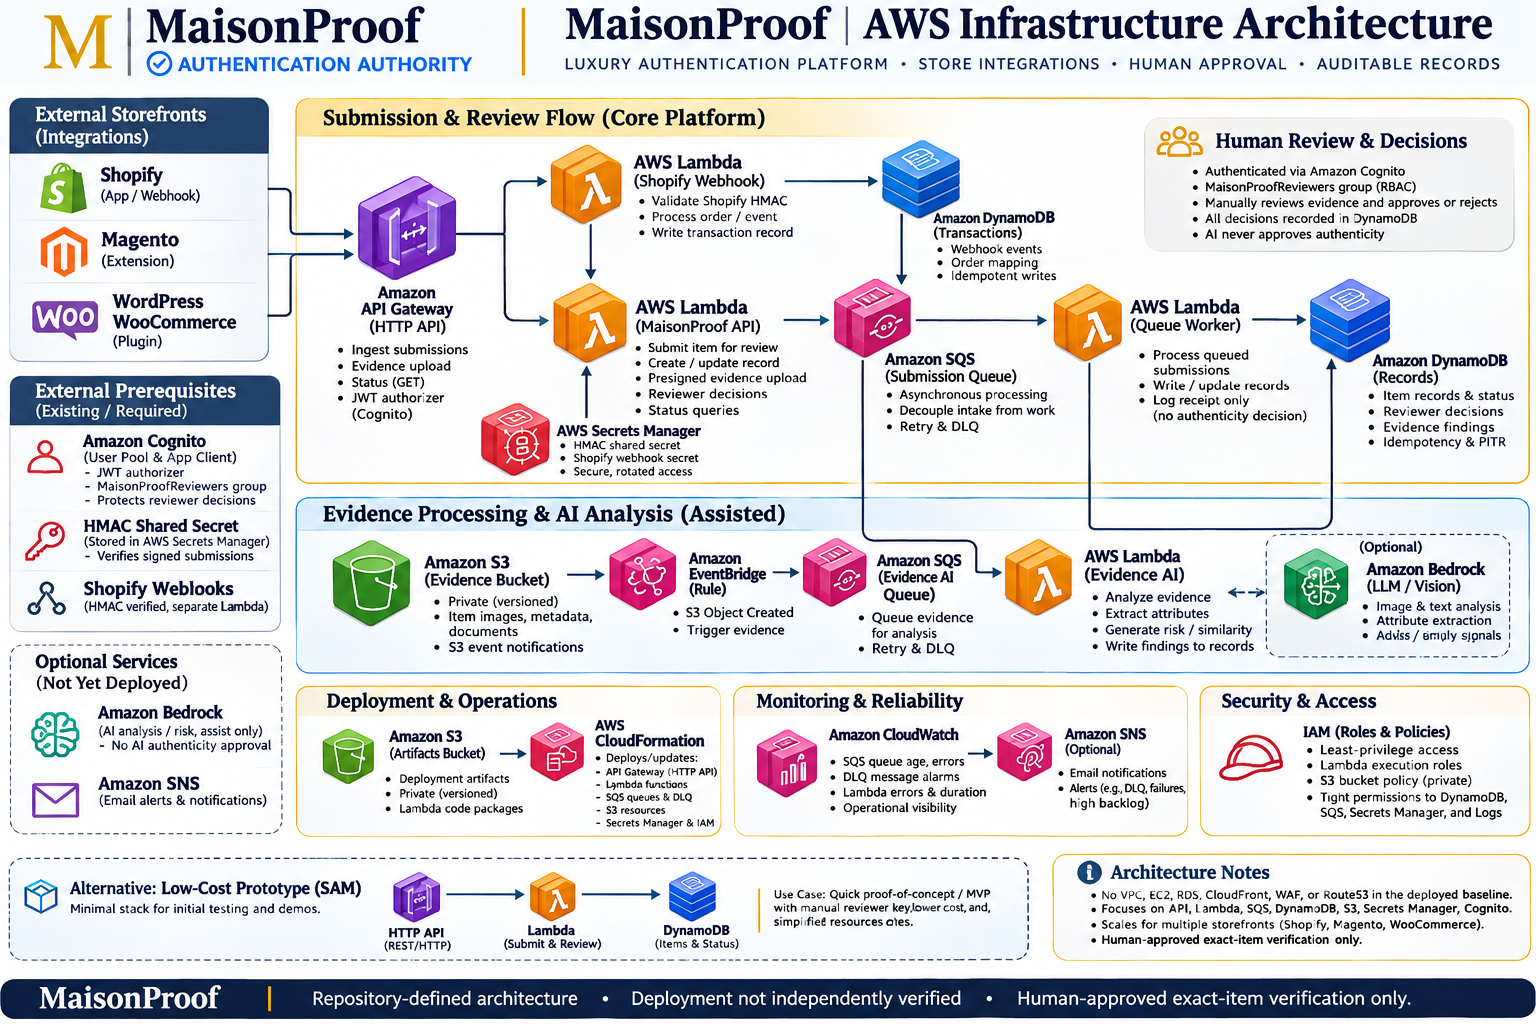 M
MaisonProof
AUTHENTICATION AUTHORITY
MaisonProof | AWS Infrastructure Architecture
LUXURY AUTHENTICATION PLATFORM • STORE INTEGRATIONS • HUMAN APPROVAL • AUDITABLE RECORDS
External Storefronts
(Integrations)
Shopify
(App / Webhook)
Magento
(Extension)
Woo
WordPress
WooCommerce
(Plugin)
External Prerequisites
(Existing / Required)
Amazon Cognito
(User Pool & App Client)
- JWT authorizer
- MaisonProofReviewers group
- Protects reviewer decisions
HMAC Shared Secret
(Stored in AWS Secrets Manager)
- Verifies signed submissions
Shopify Weblooks
(HMAC verified, separate Lambda)
Optional Services
(Not Yet Deployed)
Amazon Bedrock
(AI analysis / risk, assist only)
- No AI authenticity approval
Amazon SNS
(Email alerts & notifications)
Submission & Review Flow (Core Platform)
Amazon
API Gateway
(HTTP API)
• Ingest submissions
• Evidence upload
• Status (GET)
• JWT authorizer
(Cognito)
AWS Lambda
(Shopify Webhook)
• Validate Shopify HMAC
• Process order / event
• Write transaction record
AWS Lambda
(MaisonProof API)
• Submit item for review
• Create / update record
• Presigned evidence upload
• Reviewer decisions
• Status queries
AWS Secrets Manager
• HMAC shared secret
• Shopify webhook secret
• Secure, rotated access
Amazon DynamoDB
(Transactions)
• Webhook events
• Order mapping
• Idempotent writes
Amazon SQS
(Submission Queue)
• Asynchronous processing
• Decouple intake from work
• Retry & DLQ
Human Review & Decisions
• Authenticated via Amazon Cognito
• MaisonProofReviewers group (RBAC)
• Manually reviews evidence and approves or rejects
• All decisions recorded in DynamoDB
• AI never approves authenticity
AWS Lambda
(Queue Worker)
• Process queued
submissions
• Write / update records
• Log receipt only
(no authenticity decision)
Amazon DynamoDB
(Records)
• Item records & status
• Reviewer decisions
• Evidence findings
• Idempotency & PITR
Evidence Processing & AI Analysis (Assisted)
Amazon S3
(Evidence Bucket)
• Private (versioned)
• Item images, metadata,
documents
• S3 event notifications
Amazon
EventBridge
(Rule)
• S3 Object Created
• Trigger evidence
Amazon SQS
(Evidence AI
Queue)
• Queue evidence
for analysis
• Retry & DLQ
AWS Lambda
(Evidence AI)
• Analyze evidence
• Extract attributes
• Generate risk / similarity
• Write findings to records
(Optional)
Amazon Bedrock
(LLM / Vision)
• Image & text analysis
• Attribute extraction
signals
Deployment & Operations
Amazon S3
(Artifacts Bucket)
• Deployment artifacts
• Private (versioned)
• Lambda code packages
AWS
CloudFormation
• Deploys/updates:
- API Gateway (HTTP API)
- Lambda functions
- SQS queues & DLQ
- S3 resources
- Secrets Manager & IAM
Monitoring & Reliability
Amazon CloudWatch
• SQS queue age, errors
• DLQ message alarms
• Lambda errors & duration
• Operational visibility
Amazon SNS
(Optional)
• Email notifications
• Alerts (e.g., DLQ, failures,
high backlog)
Security & Access
IAM (Roles & Policies)
• Least-privilege access
• Lambda execution roles
• S3 bucket policy (private)
• Tight permissions to DynamoDB,
SQS, Secrets Manager, and Logs
Alternative: Low-Cost Prototype (SAM)
Minimal stack for initial testing and demos.
HTTP API
(REST/HTTP)
Lambda
(Submit & Review)
DynamoDB
(Items & Status)
Use Case: Quick proof-of-concept / MVP
with manual reviewer key, lower cost, and,
simplified resources
Architecture Notes
• No VPC, EC2, RDS, CloudFront, WAF, or Route53 in the deployed baseline.
• Focuses on API, Lambda, SQS, DynamoDB, S3, Secrets Manager, Cognito.
• Scales for multiple storefronts (Shopify, Magento, WooCommerce).
• Human-approved exact-item verification only.
MaisonProof | Repository-defined architecture • Deployment not independently verified • Human-approved exact-item verification only.